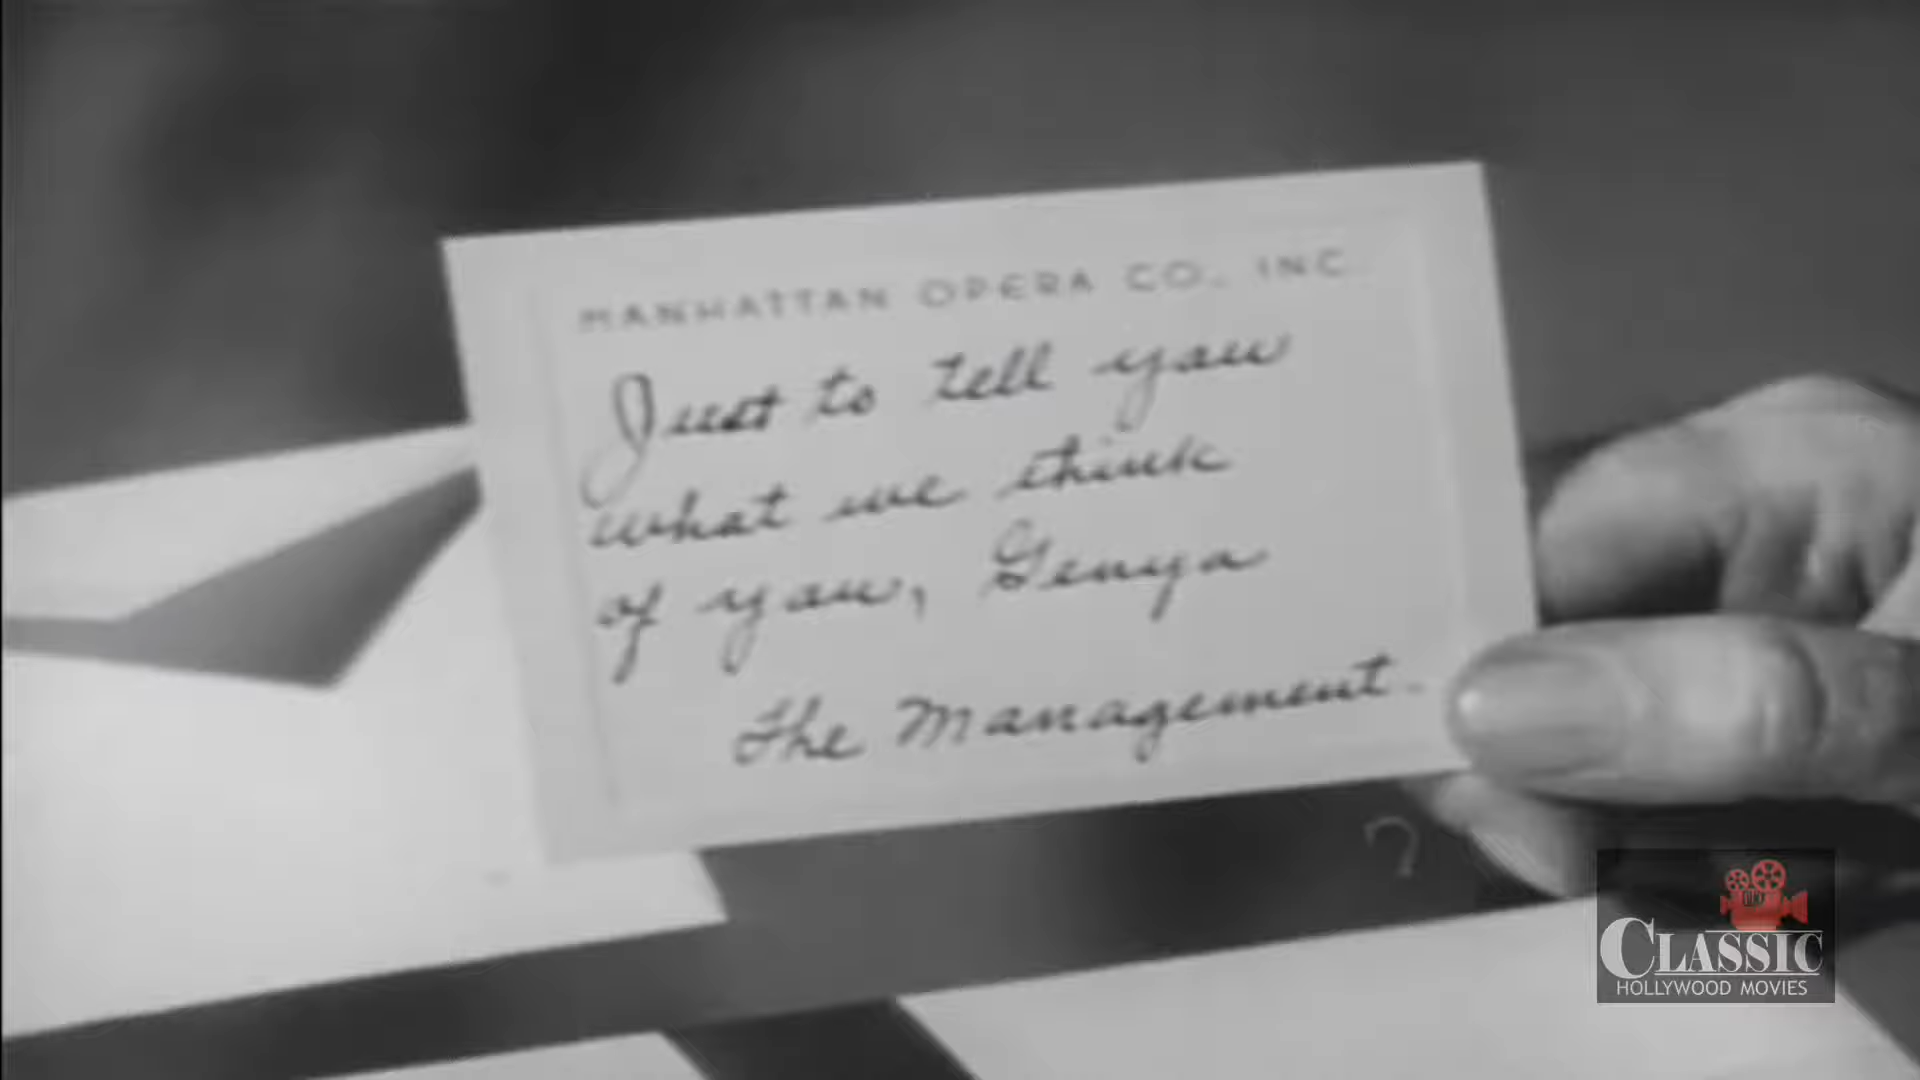 MANHATTAN OPERA CO., INC.
Just to tell you
what we think
of you, Genya
The Management.
CLASSIC
HOLLYWOOD MOVIES